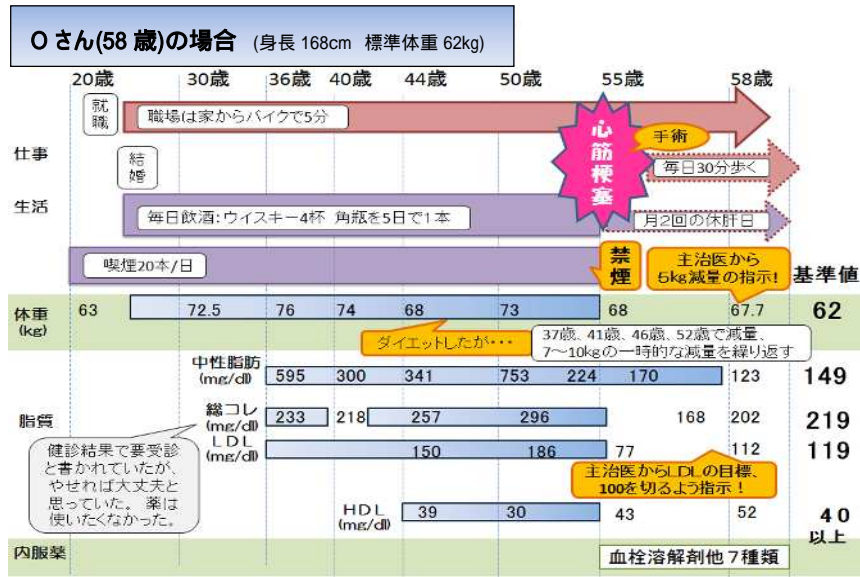 Oさん(58歳)の場合 (身長168cm 標準体重62kg)
20歳 30歳 36歳 40歳 44歳 50歳 55歳 58歳
就職
職場は家からバイクで5分
心筋梗塞
手術
仕事
結婚
毎日30分歩く
生活
毎日飲酒:ウイスキー4杯 角瓶を5日で1本
月2回の休肝日
喫煙20本/日
禁煙
主治医から
5kg減量の指示!
基準値
体重
(kg)
63 72.5 76 74 68 73 68 67.7 62
ダイエットしたが・・・
37歳、41歳、46歳、52歳で減量、
7～10kgの一時的な減量を繰り返す
中性脂肪
(mg/dl)
595 300 341 753 224 170 123 149
脂質
総コレ
(mg/dl)
233 218 257 296 168 202 219
LDL
(mg/dl)
150 186 77 112 119
健診結果で要受診
と書かれていたが、
やせれば大丈夫と
思っていた。薬は
使いたくなかった。
主治医からLDLの目標、
100を切るよう指示!
HDL
(mg/dl)
39 30 43 52 40
以上
内服薬
血栓溶解剤他7種類